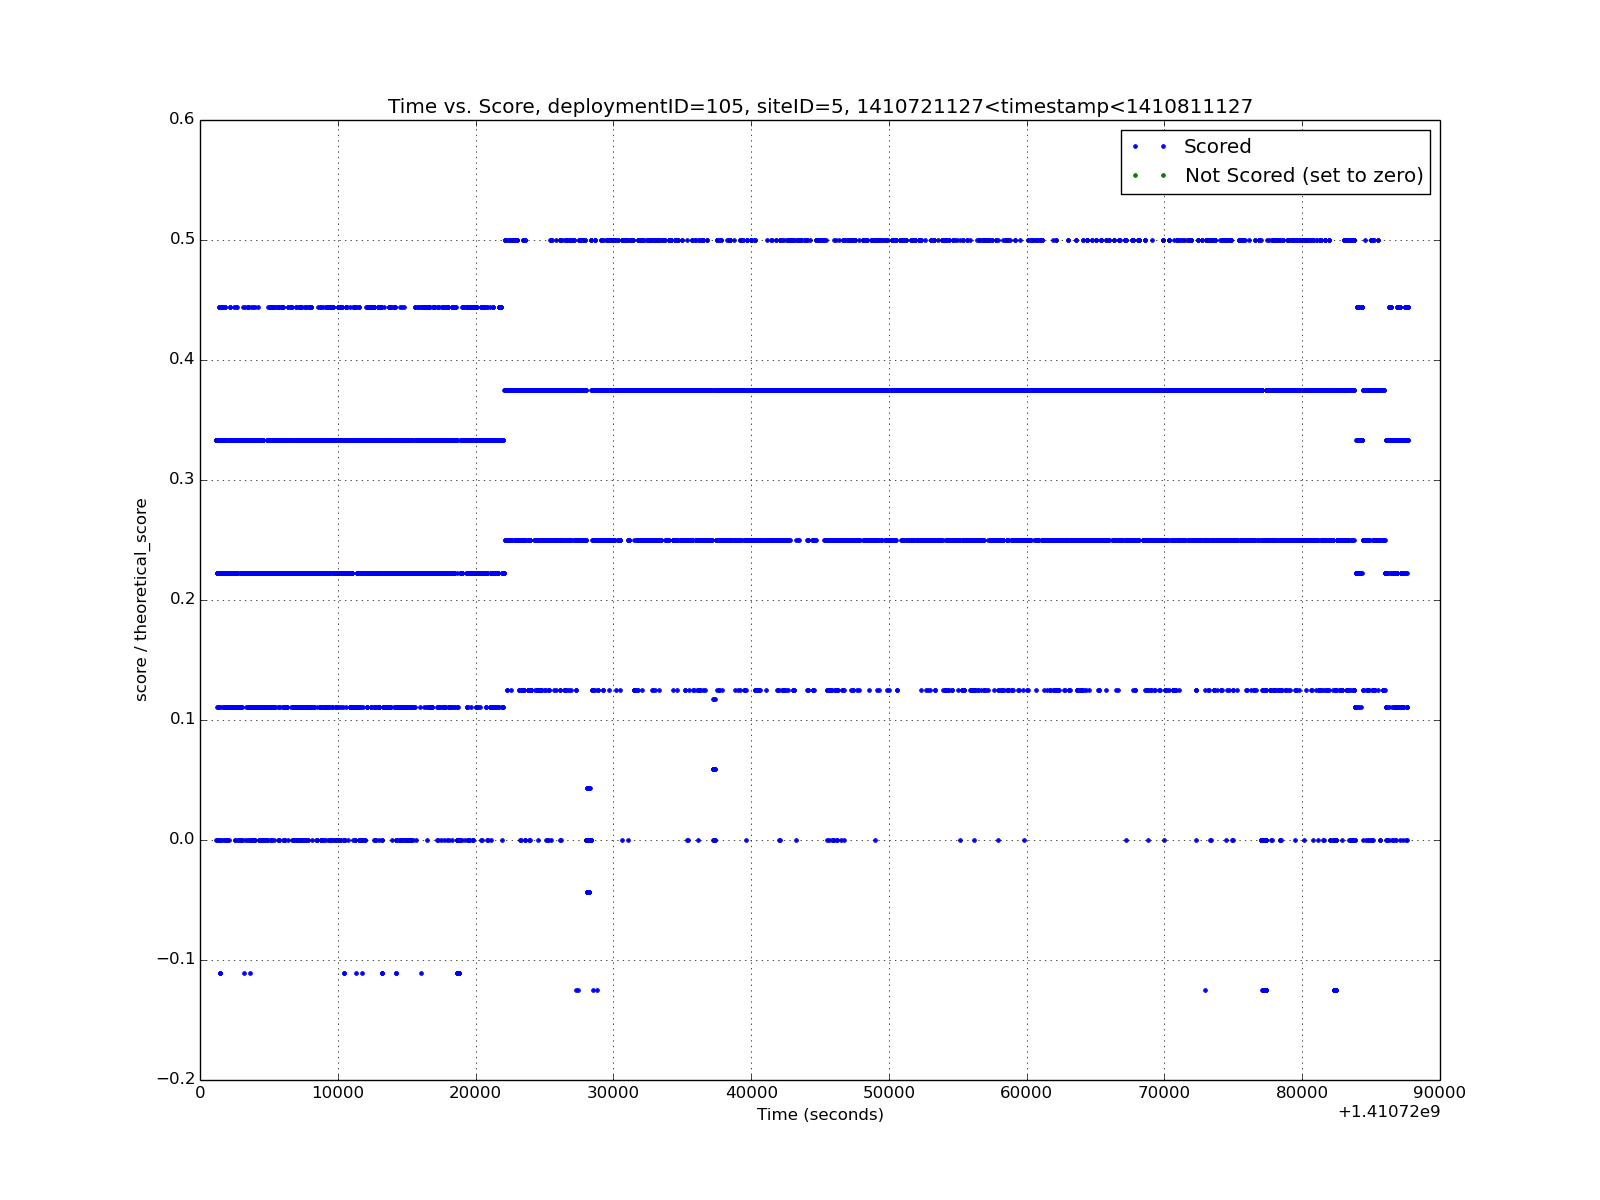 Time vs. Score, deploymentID=105, siteID=5, 1410721127<timestamp<1410811127
Scored
Not Scored (set to zero)
0.6
0.5
0.4
0.3
0.2
0.1
0.0
−0.1
−0.2
score / theoretical_score
0 10000 20000 30000 40000 50000 60000 70000 80000 90000
Time (seconds)
+1.41072e9